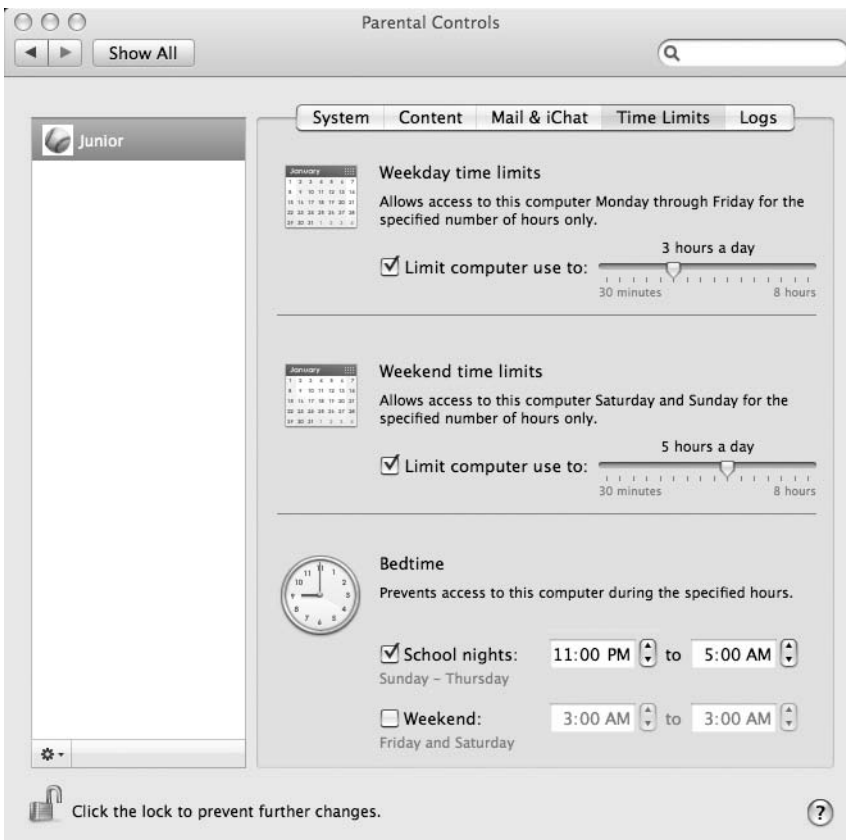 Parental Controls
Show All
Junior
System Content Mail & iChat Time Limits Logs
January
Weekday time limits
Allows access to this computer Monday through Friday for the
specified number of hours only.
3 hours a day
Limit computer use to:
30 minutes 8 hours
January
Weekend time limits
Allows access to this computer Saturday and Sunday for the
specified number of hours only.
5 hours a day
Limit computer use to:
30 minutes 8 hours
Bedtime
Prevents access to this computer during the specified hours.
School nights: 11:00 PM to 5:00 AM
Sunday – Thursday
Weekend: 3:00 AM to 3:00 AM
Friday and Saturday
Click the lock to prevent further changes.
?